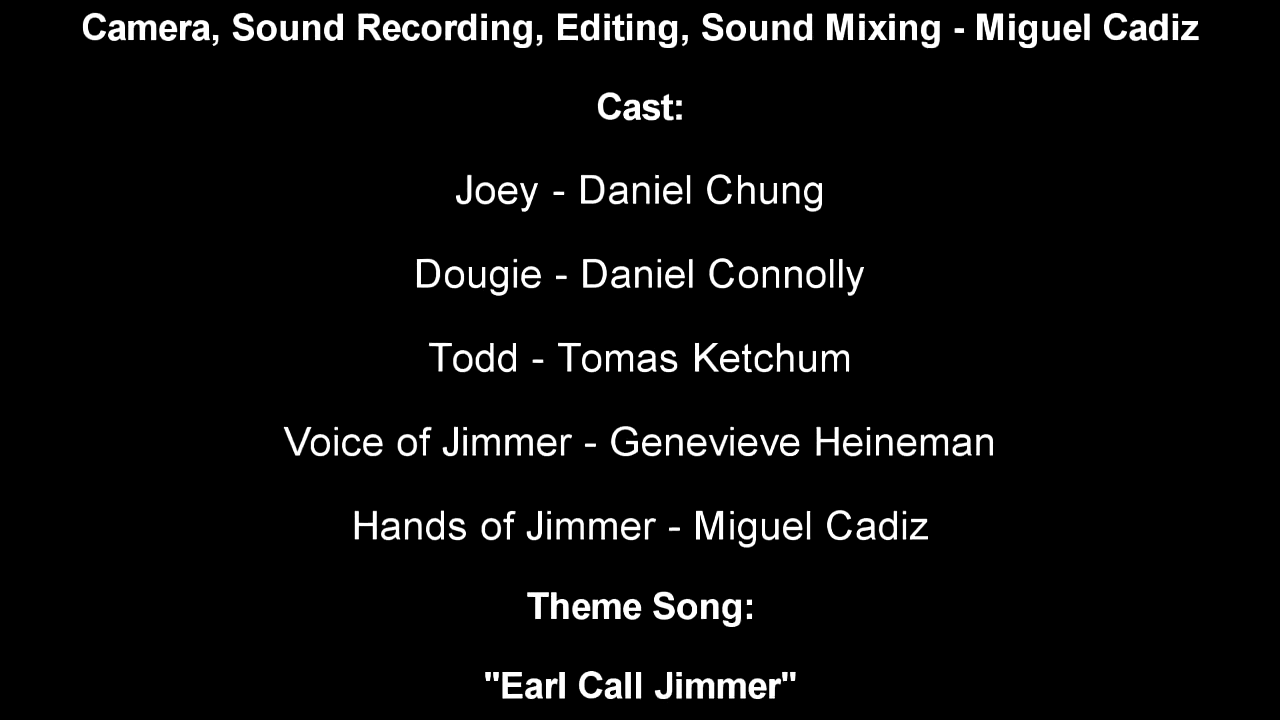 Camera, Sound Recording, Editing, Sound Mixing - Miguel Cadiz
Cast:
Joey - Daniel Chung
Dougie - Daniel Connolly
Todd - Tomas Ketchum
Voice of Jimmer - Genevieve Heineman
Hands of Jimmer - Miguel Cadiz
Theme Song:
"Earl Call Jimmer"